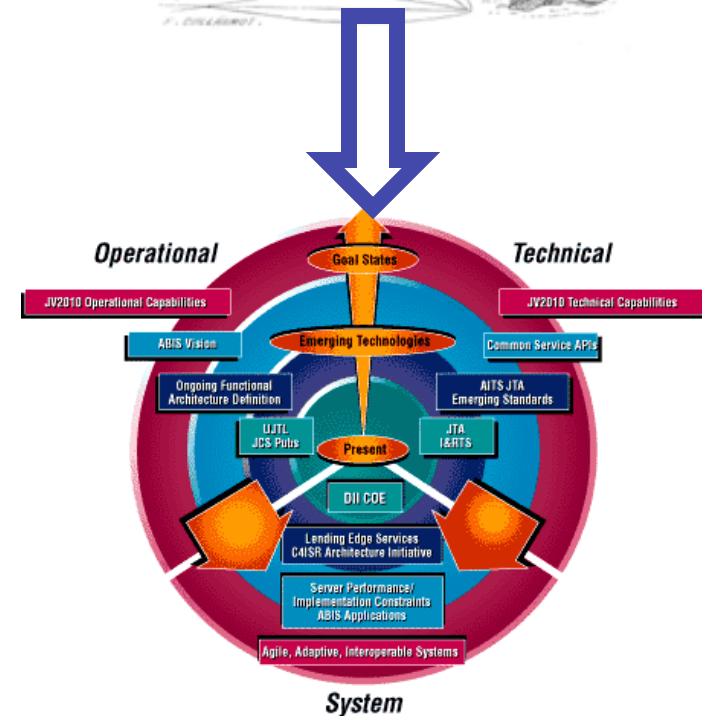 F. COLLHUMOT.
Operational
Technical
Goal States
JV2010 Operational Capabilities
JV2010 Technical Capabilities
ABIS Vision
Emerging Technologies
Common Service APIs
Ongoing Functional
Architecture Definition
AITS JTA
Emerging Standards
UJTL
JCS Pubs
JTA
I&RTS
Present
DII COE
Lending Edge Services
C4ISR Architecture Initiative
Server Performance/
Implementation Constraints
ABIS Applications
Agile, Adaptive, Interoperable Systems
System